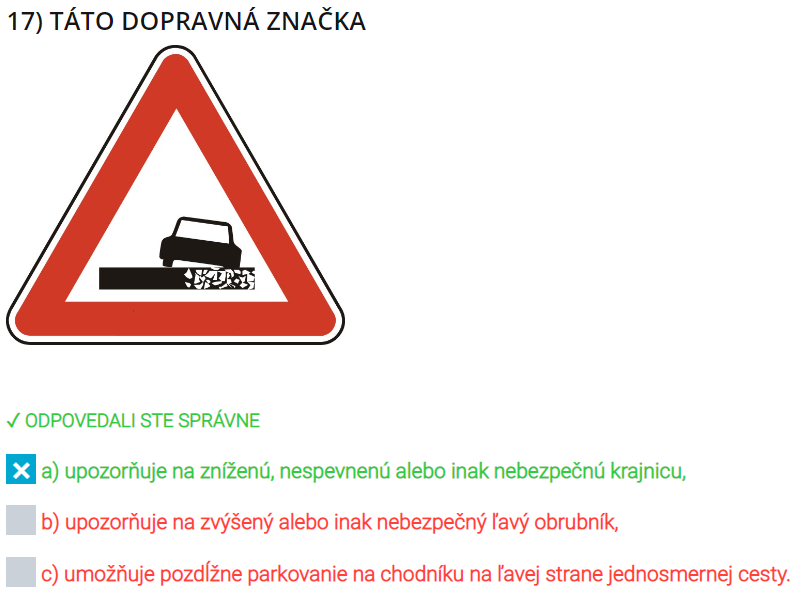 17) TÁTO DOPRAVNÁ ZNAČKA
✓ ODPOVEDALI STE SPRÁVNE
a) upozorňuje na zníženú, nespevnenú alebo inak nebezpečnú krajnicu,
b) upozorňuje na zvýšený alebo inak nebezpečný ľavý obrubník,
c) umožňuje pozdĺžne parkovanie na chodníku na ľavej strane jednosmernej cesty.